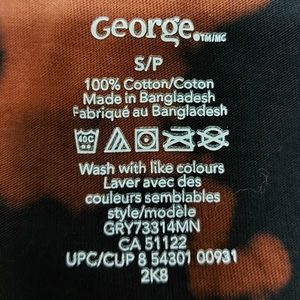 George®TM/MC
S/P
100% Cotton/Coton
Made in Bangladesh
Fabriqué au Bangladesh
40C
Wash with like colours
Laver avec des
couleurs semblables
style/modèle
GRY73314MN
CA 51122
UPC/CUP 8 54301 00931
2K8